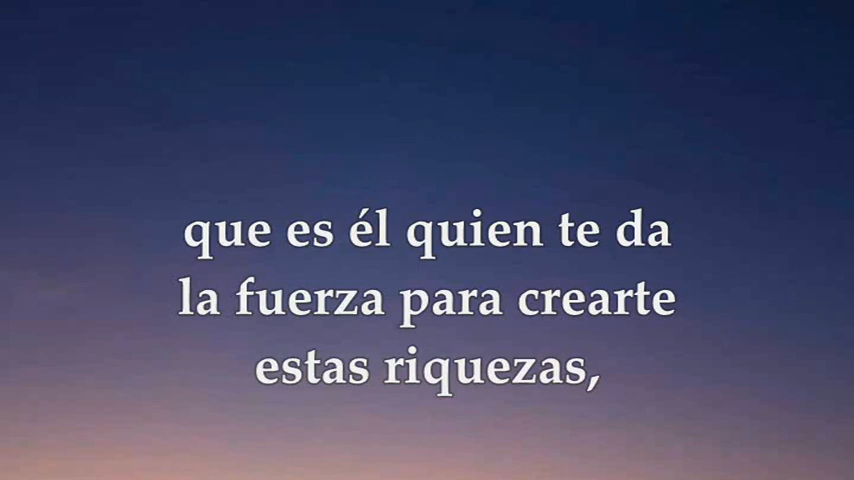 que es él quien te da
la fuerza para crearte
estas riquezas,